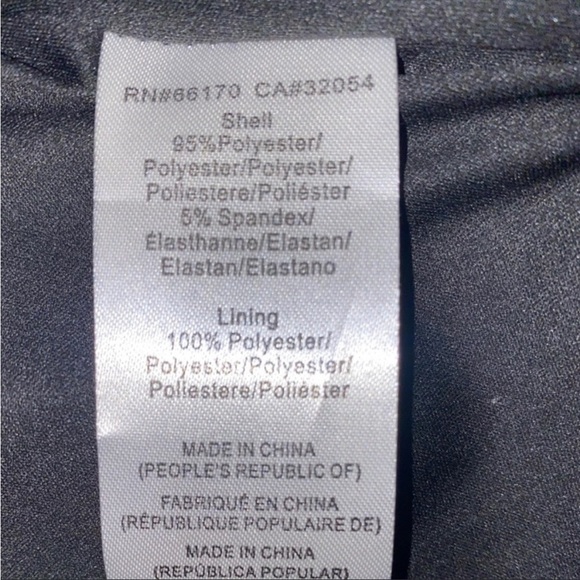 RN#66170 CA#32054
Shell
95%Polyester/
Polyester/Polyester/
Poliestere/Poliéster
5% Spandex/
Élasthanne/Elastan/
Elastan/Elastano
Lining
100% Polyester/
Polyester/Polyester/
Poliestere/Poliéster
MADE IN CHINA
(PEOPLE'S REPUBLIC OF)
FABRIQUÉ EN CHINA
(RÉPUBLIQUE POPULAIRE DE)
MADE IN CHINA
(REPÚBLICA POPULAR)